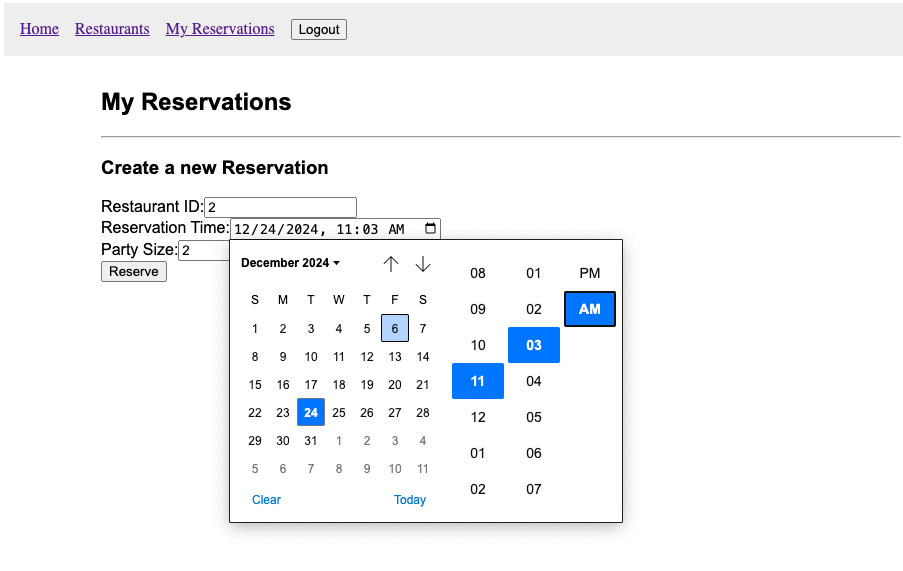 Home Restaurants My Reservations Logout
My Reservations
Create a new Reservation
Restaurant ID: 2
Reservation Time: 12/24/2024, 11:03 AM
Party Size: 2
Reserve
December 2024
S M T W T F S
1 2 3 4 5 6 7
8 9 10 11 12 13 14
15 16 17 18 19 20 21
22 23 24 25 26 27 28
29 30 31 1 2 3 4
5 6 7 8 9 10 11
Clear Today
08 01 PM
09 02 AM
10 03
11 04
12 05
01 06
02 07